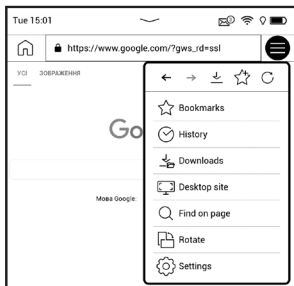 Tue 15:01
https://www.google.com/?gws_rd=ssl
УСІ ЗОБРАЖЕННЯ
Go
Мова Google:
Bookmarks
History
Downloads
Desktop site
Find on page
Rotate
Settings